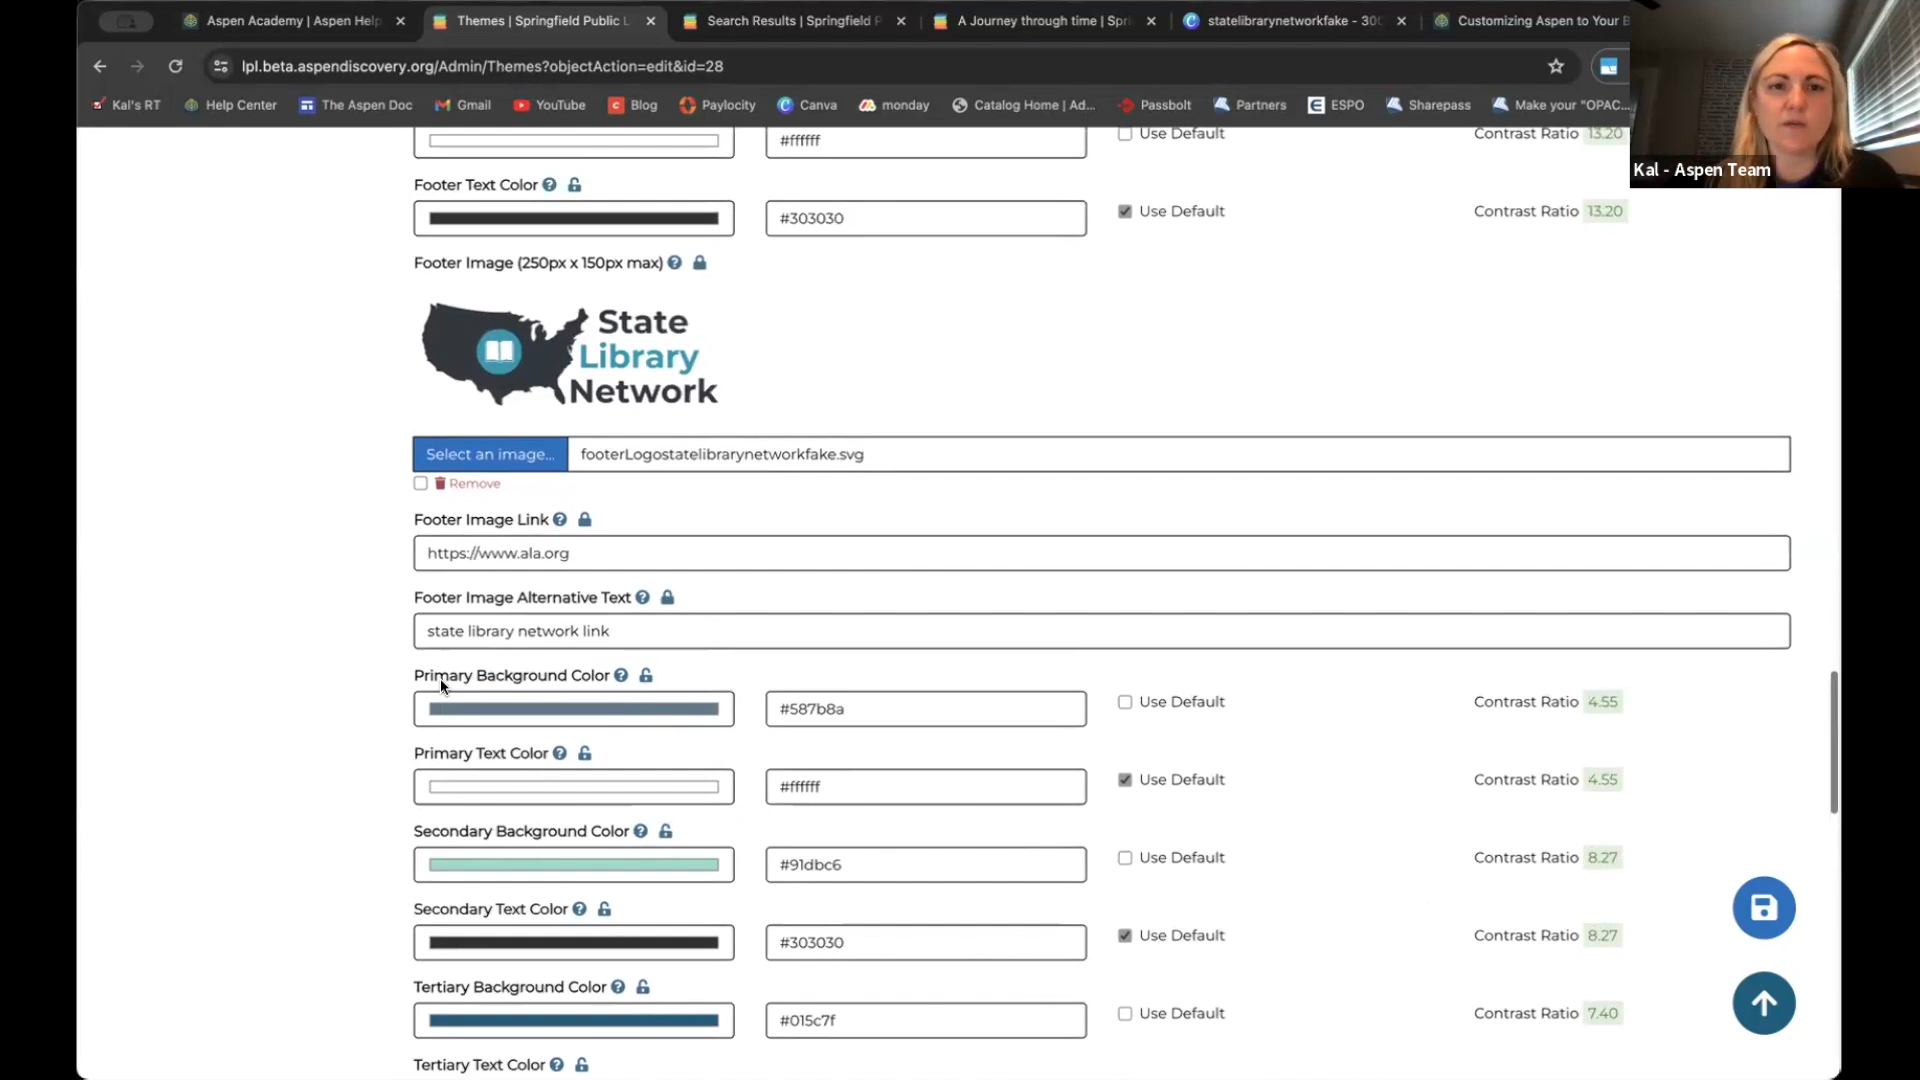 Aspen Academy | Aspen Help
Themes | Springfield Public L
Search Results | Springfield P
A Journey through time | Spr
statelibrarynetworkfake - 300
Customizing Aspen to Your B
lpl.beta.aspendiscovery.org/Admin/Themes?objectAction=edit&id=28
Kal's RT
Help Center
The Aspen Doc
Gmail
YouTube
Blog
Paylocity
Canva
monday
Catalog Home | Ad...
Passbolt
Partners
ESPO
Sharepass
Make your "OPAC...
Kal - Aspen Team
#ffffff
Use Default
Contrast Ratio 13.20
Footer Text Color
#303030
Use Default
Contrast Ratio 13.20
Footer Image (250px x 150px max)
State
Library
Network
Select an image...
footerLogostatelibrarynetworkfake.svg
Remove
Footer Image Link
https://www.ala.org
Footer Image Alternative Text
state library network link
Primary Background Color
#587b8a
Use Default
Contrast Ratio 4.55
Primary Text Color
#ffffff
Use Default
Contrast Ratio 4.55
Secondary Background Color
#91dbc6
Use Default
Contrast Ratio 8.27
Secondary Text Color
#303030
Use Default
Contrast Ratio 8.27
Tertiary Background Color
#015c7f
Use Default
Contrast Ratio 7.40
Tertiary Text Color